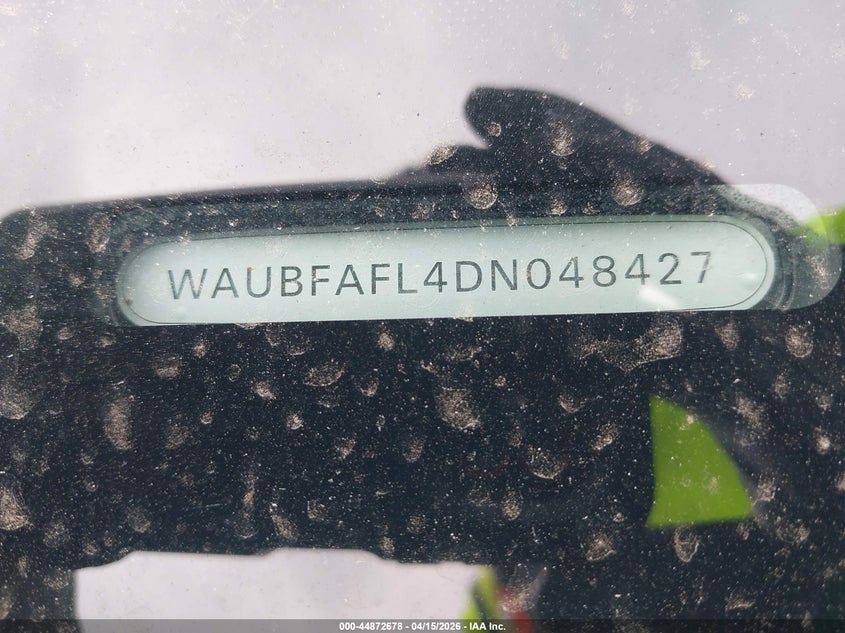 WAUBFAFL4DN048427
000-44872678 - 04/15/2026 - IAA Inc.